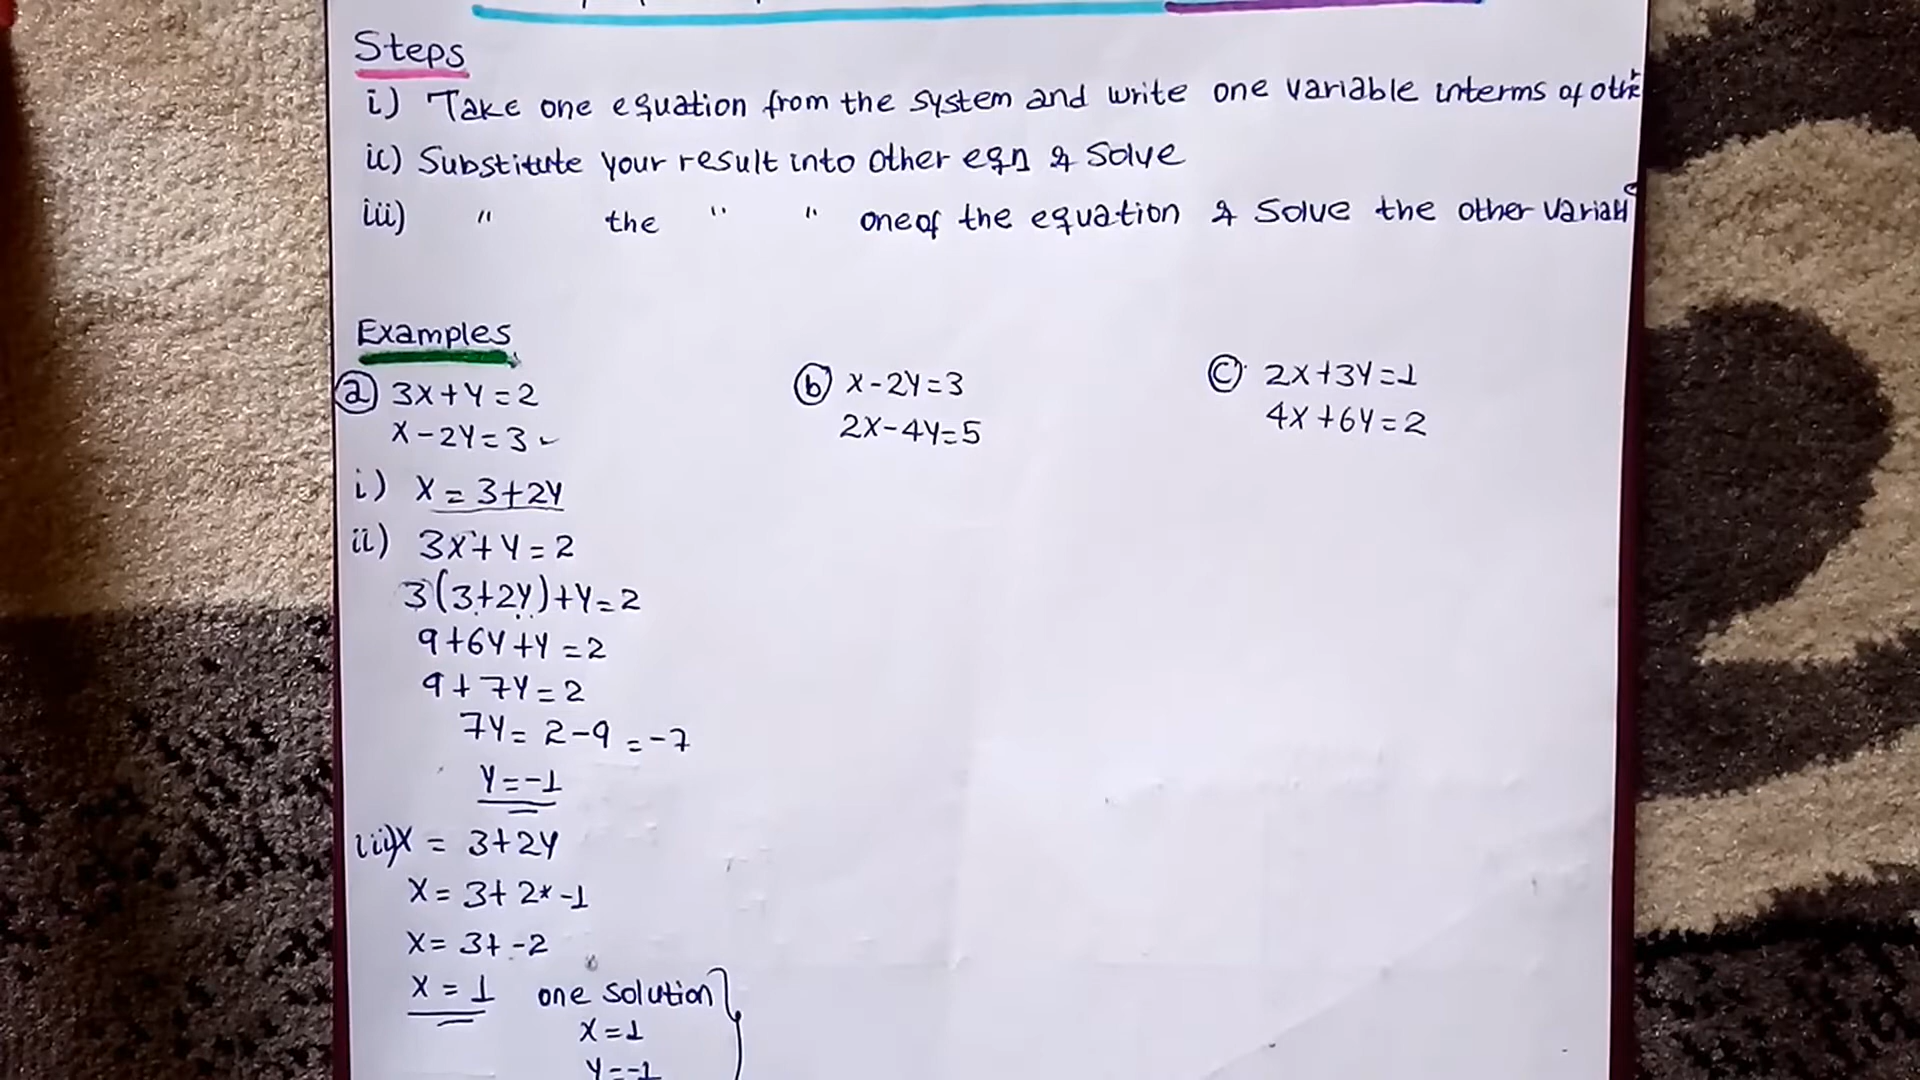 Steps
i) Take one equation from the system and write one variable interms of
ii) Substitute your result into other eqn & Solve
iii) " the " " one of the equation & Solve the other
Examples
(a) 3x+y=2
x-2y=3
i) x=3+2y
ii) 3x+y=2
3(3+2y)+y=2
9+6y+y=2
9+7y=2
7y=2-9=-7
y=-1
iii) x = 3+2y
x=3+2*-1
x=3+-2
x=1 one solution
x=1
y=-1
(b) x-2y=3
2x-4y=5
(c) 2x+3y=1
4x+6y=2